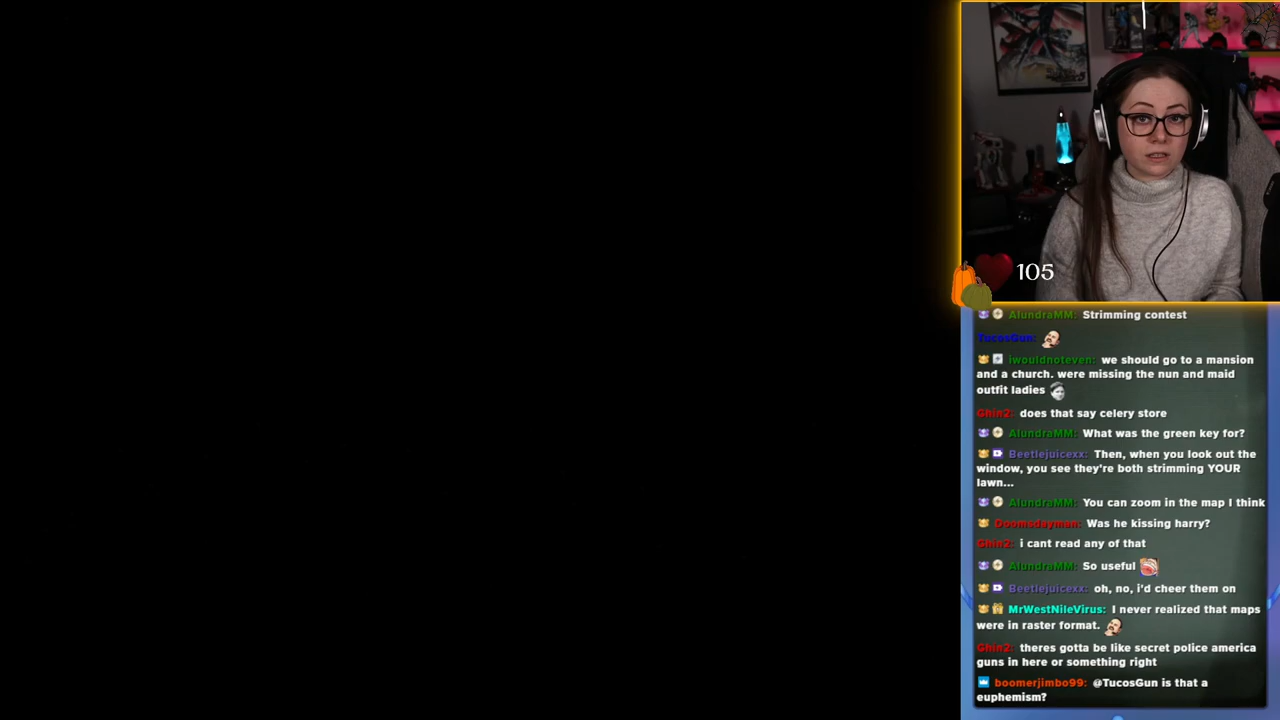 105
AlundraMM: Strimming contest
TucosGun:
iwouldnoteven: we should go to a mansion
and a church. were missing the nun and maid
outfit ladies
Ghin2: does that say celery store
AlundraMM: What was the green key for?
Beetlejuicexx: Then, when you look out the
window, you see they're both strimming YOUR
lawn...
AlundraMM: You can zoom in the map I think
Doomsdayman: Was he kissing harry?
Ghin2: i cant read any of that
AlundraMM: So useful
Beetlejuicexx: oh, no, i'd cheer them on
MrWestNileVirus: I never realized that maps
were in raster format.
Ghin2: theres gotta be like secret police america
guns in here or something right
boomerjimbo99: @TucosGun is that a
euphemism?